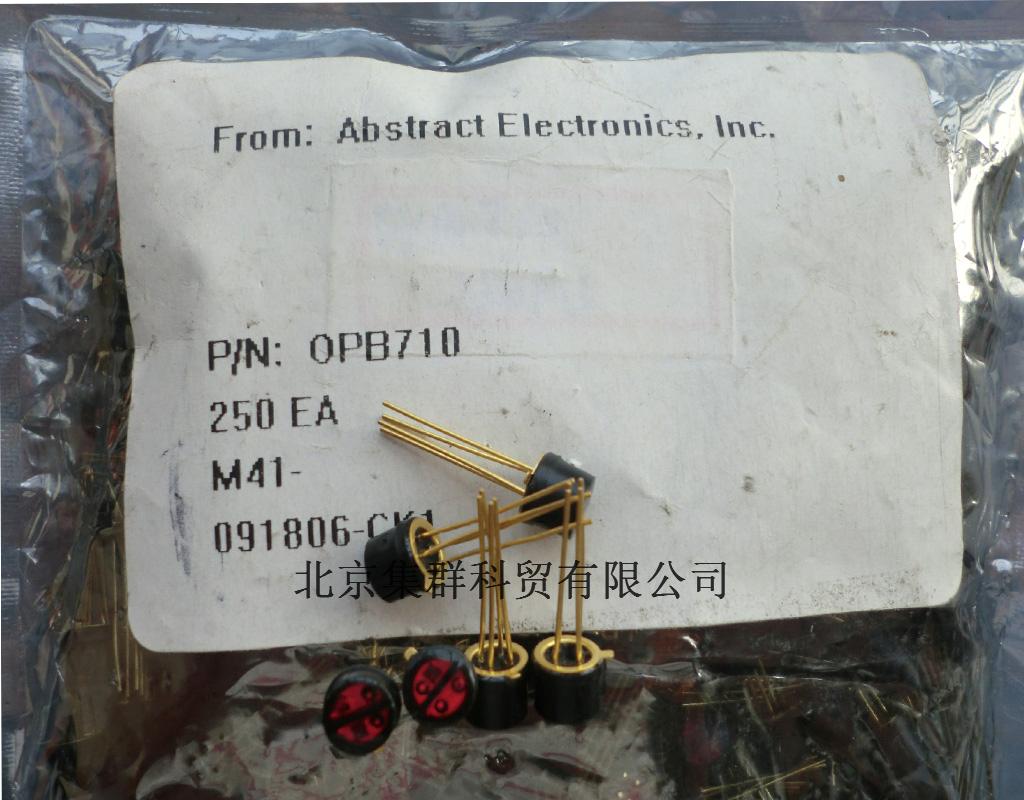 From: Abstract Electronics, Inc.
P/N: OPB710
250 EA
M41-
091806-CK1
北京集群科贸有限公司